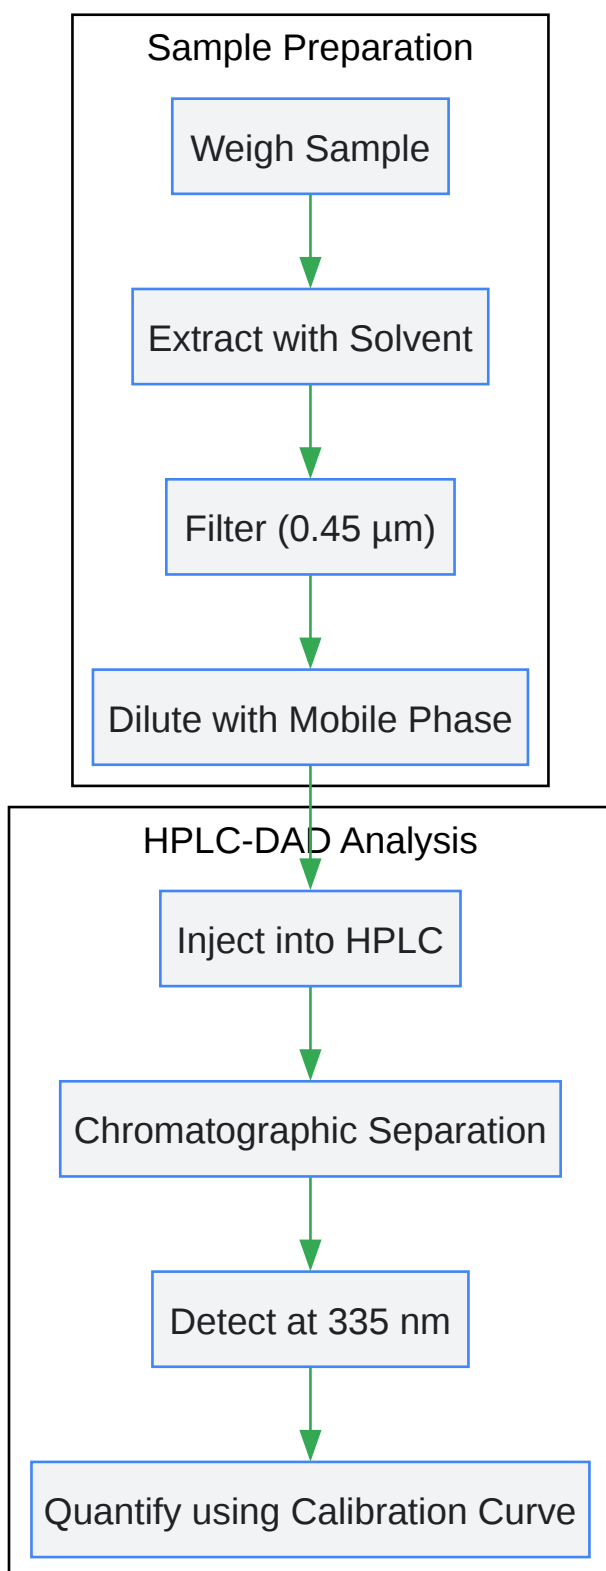 Sample Preparation
Weigh Sample
Extract with Solvent
Filter (0.45 µm)
Dilute with Mobile Phase
HPLC-DAD Analysis
Inject into HPLC
Chromatographic Separation
Detect at 335 nm
Quantify using Calibration Curve